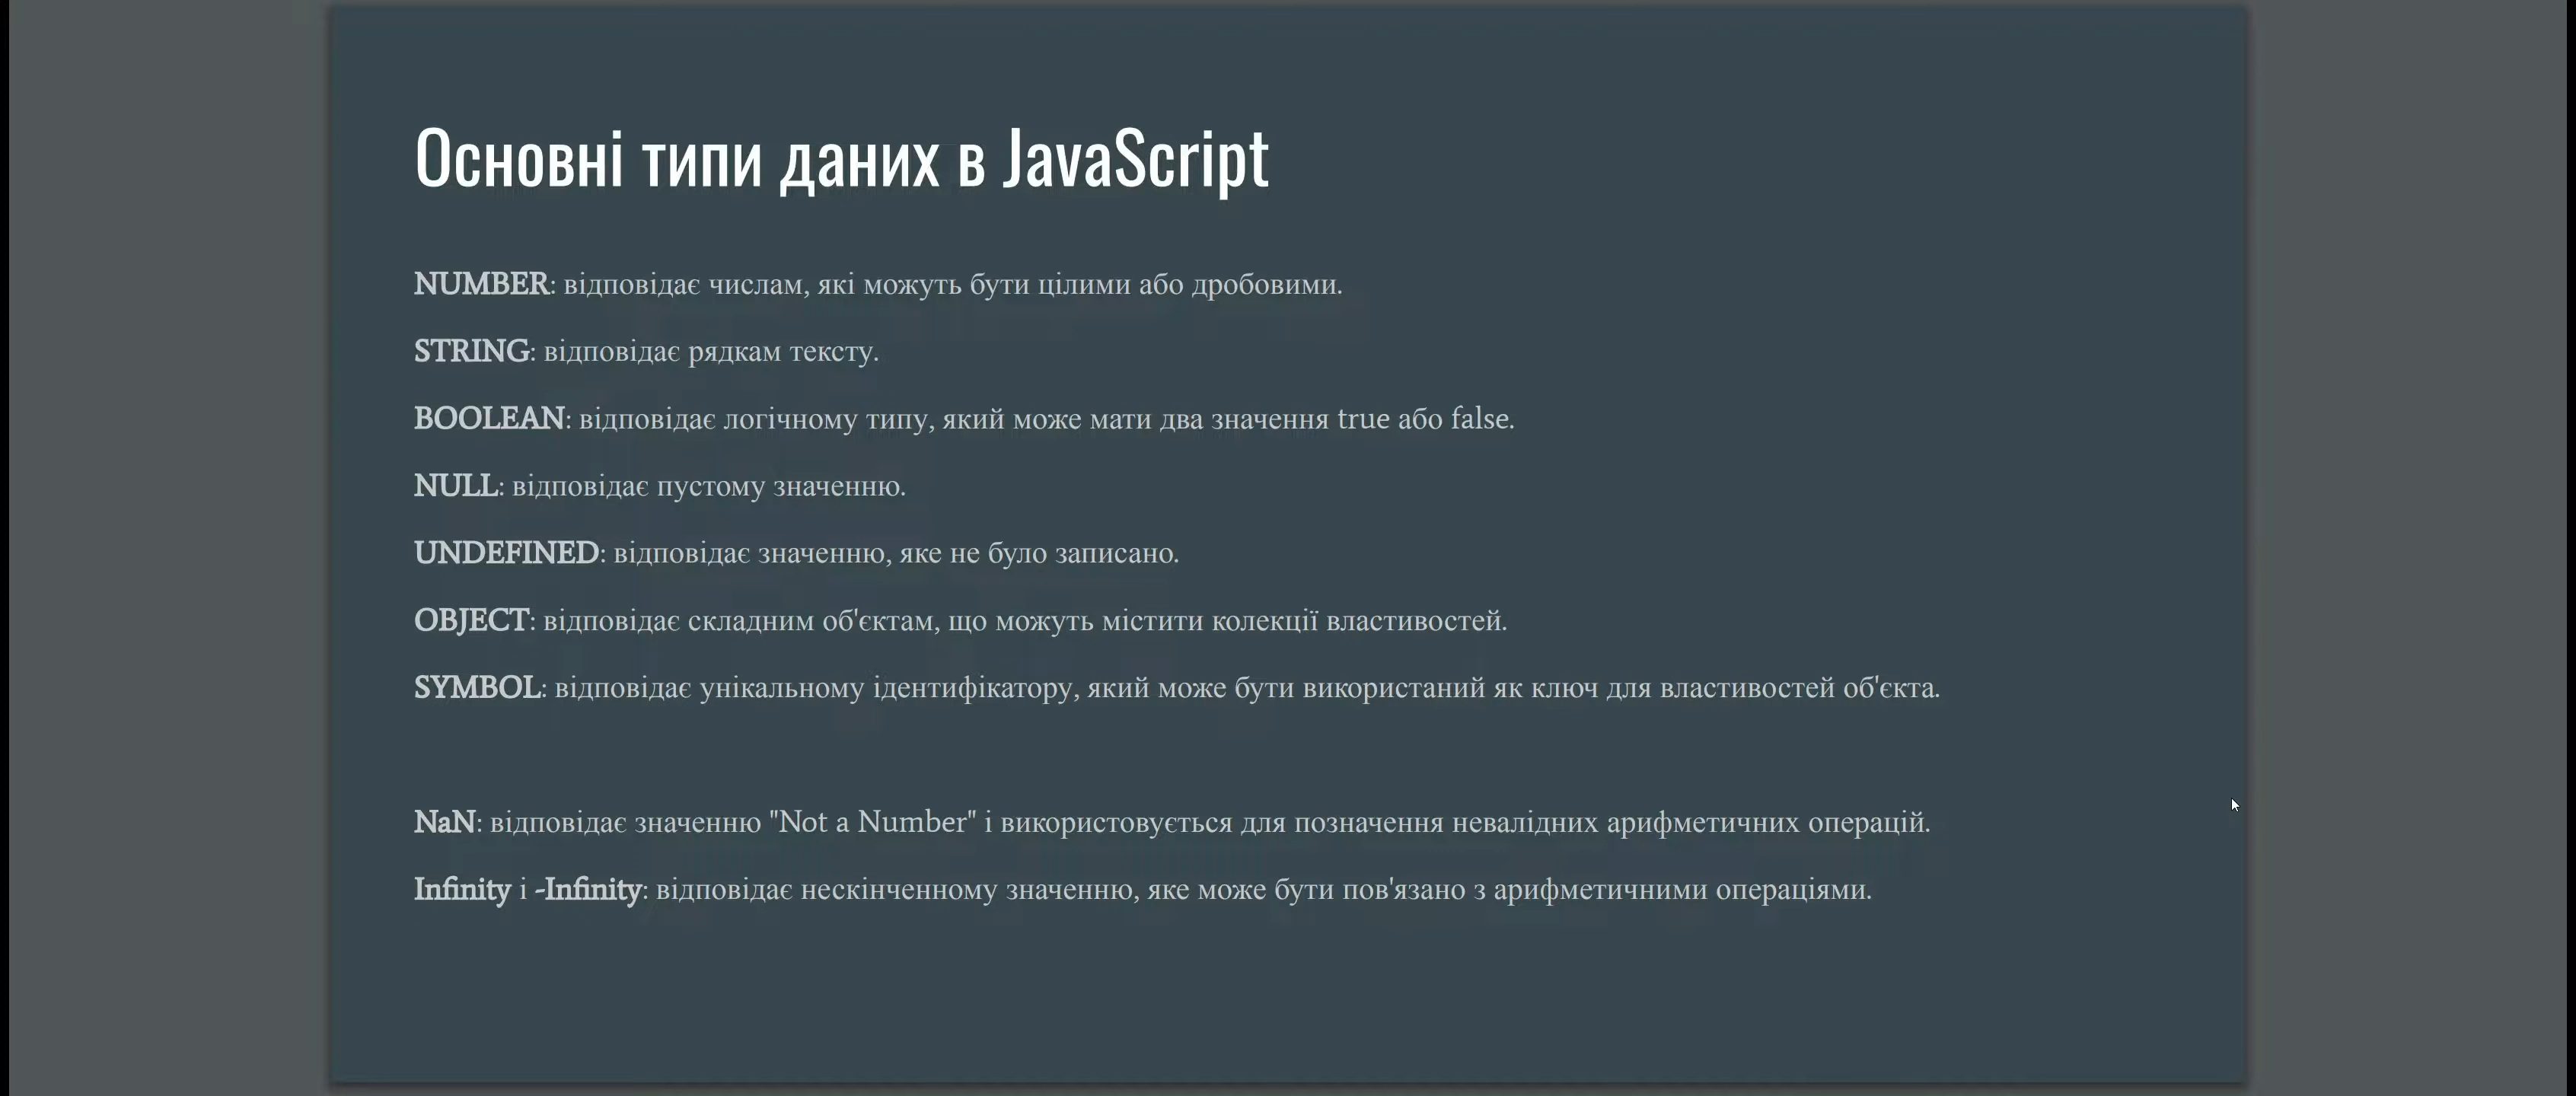 Основні типи даних в JavaScript
NUMBER: відповідає числам, які можуть бути цілими або дробовими.
STRING: відповідає рядкам тексту.
BOOLEAN: відповідає логічному типу, який може мати два значення true або false.
NULL: відповідає пустому значенню.
UNDEFINED: відповідає значенню, яке не було записано.
OBJECT: відповідає складним об'єктам, що можуть містити колекції властивостей.
SYMBOL: відповідає унікальному ідентифікатору, який може бути використаний як ключ для властивостей об'єкта.
NaN: відповідає значенню "Not a Number" і використовується для позначення невалідних арифметичних операцій.
Infinity і -Infinity: відповідає нескінченному значенню, яке може бути пов'язано з арифметичними операціями.